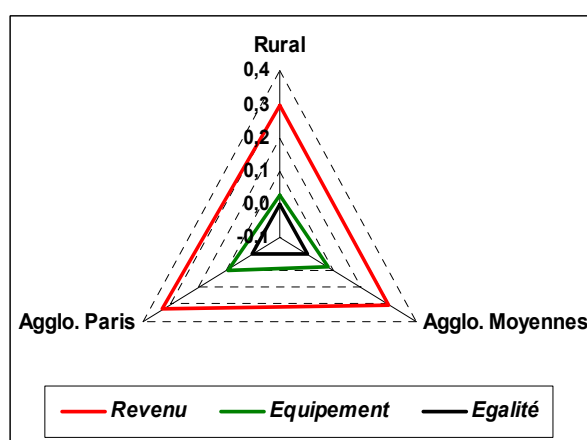 Rural
0,4
0,3
0,2
0,1
0,0
-0,1
Agglo. Paris
Agglo. Moyennes
Revenu Equipement Egalité